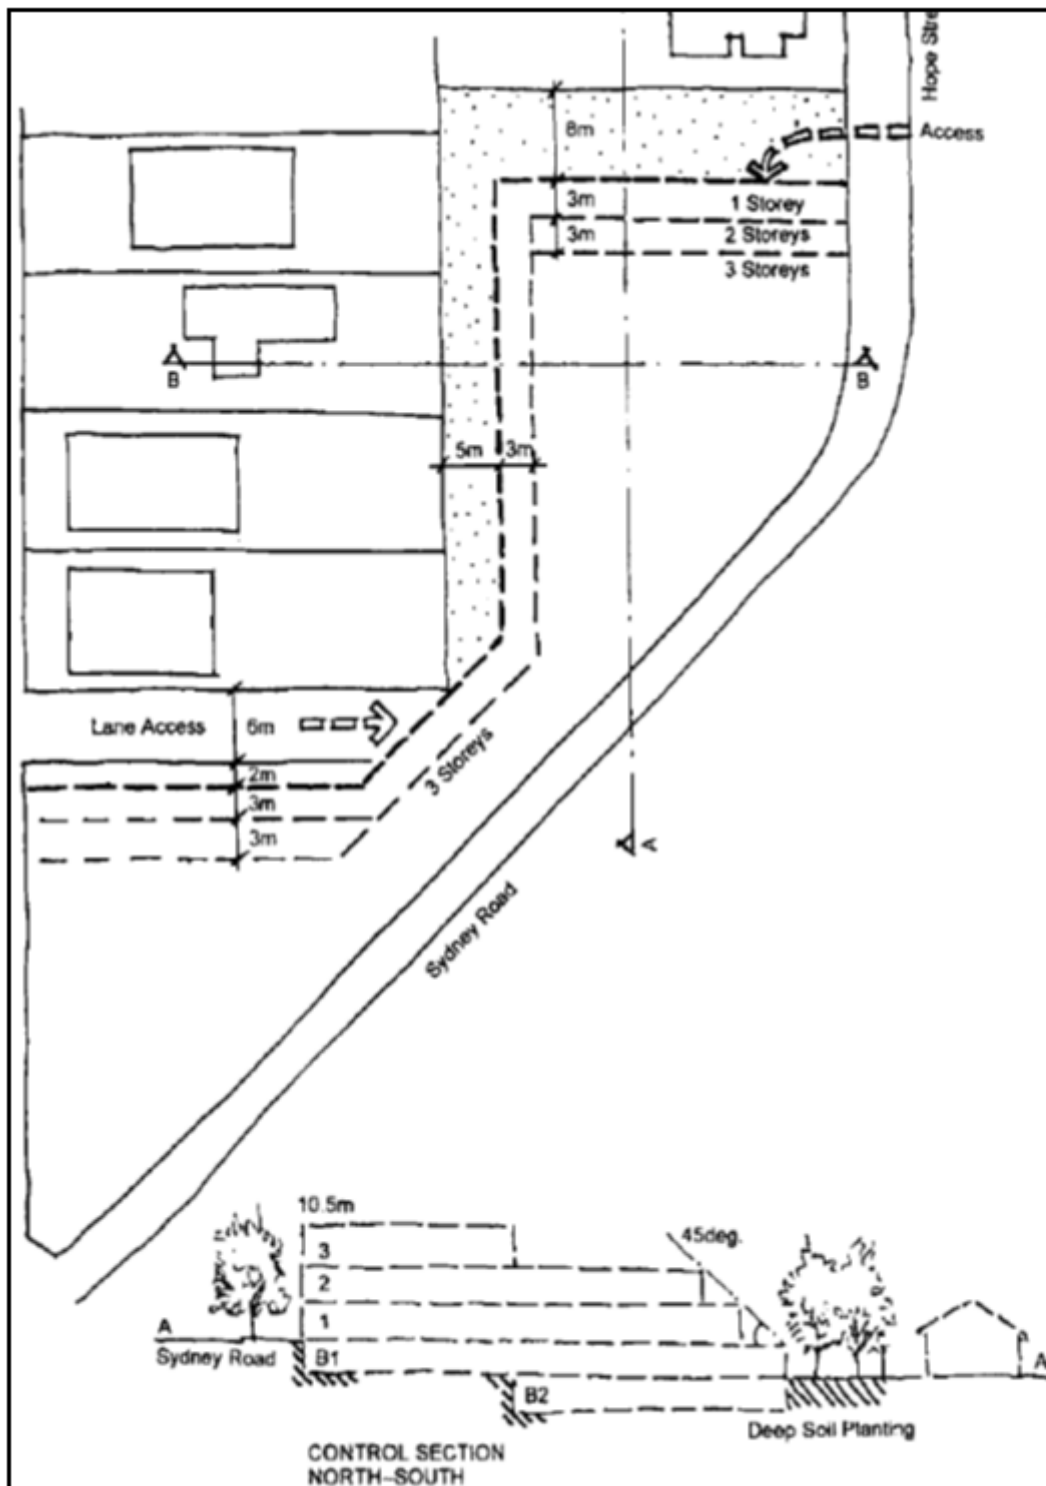 Hope Stre
8m
Access
3m
1 Storey
3m
2 Storeys
3 Storeys
B
B
5m
3m
Lane Access
6m
2m
3m
3m
3 Storeys
A
Sydney Road
10.5m
3
45deg.
2
A
1
Sydney Road
B1
A
B2
Deep Soil Planting
CONTROL SECTION
NORTH–SOUTH